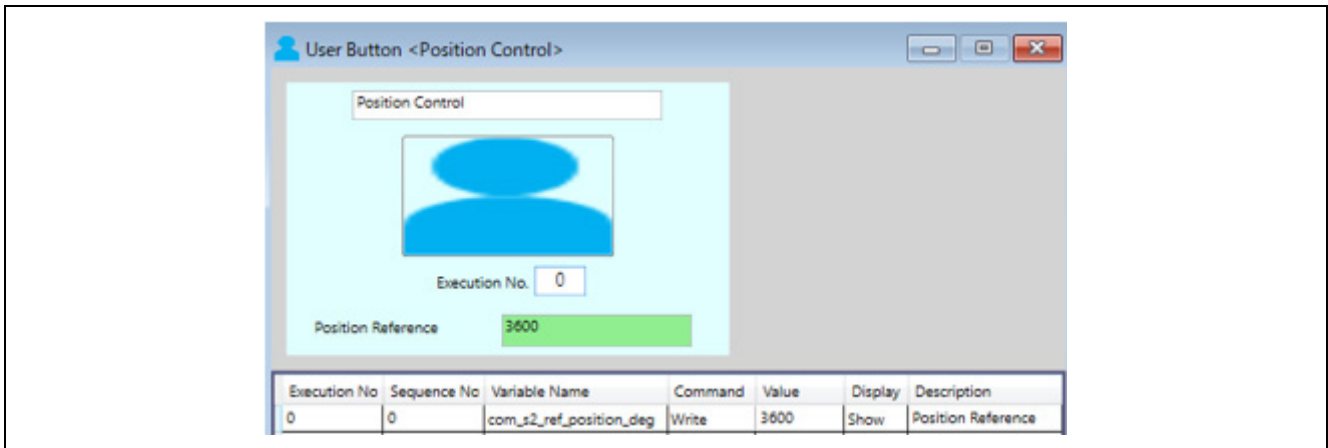 User Button <Position Control>
Position Control
Execution No. 0
Position Reference 3600
Execution No Sequence No Variable Name Command Value Display Description
0 0 com_s2_ref_position_deg Write 3600 Show Position Reference